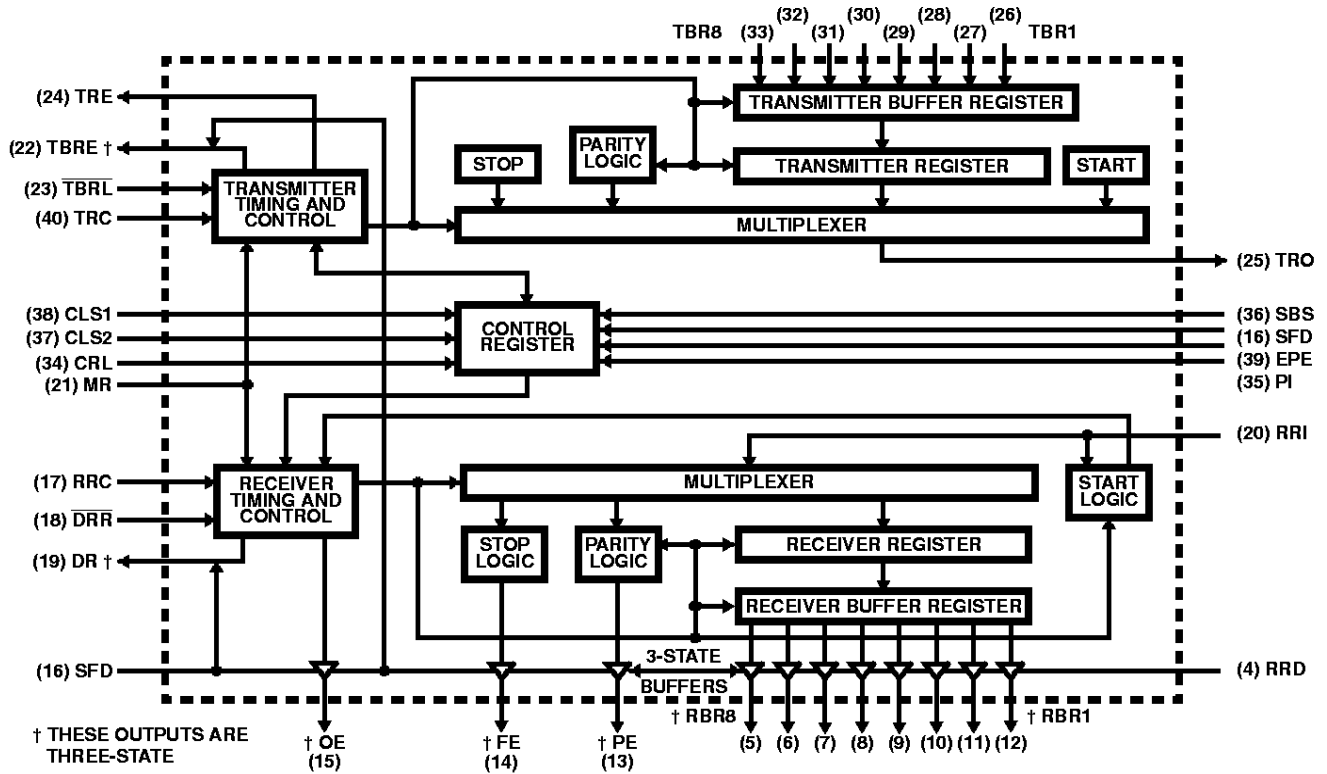 (32) (30) (28) (26)
TBR8 (33) (31) (29) (27) TBR1
(24) TRE
TRANSMITTER BUFFER REGISTER
(22) TBRE †
STOP
PARITY
LOGIC
TRANSMITTER REGISTER
START
(23) TBRL
(40) TRC
TRANSMITTER
TIMING AND
CONTROL
MULTIPLEXER
(25) TRO
(38) CLS1
(37) CLS2
(34) CRL
(21) MR
CONTROL
REGISTER
(36) SBS
(16) SFD
(39) EPE
(35) PI
(20) RRI
(17) RRC
(18) DRR
(19) DR †
RECEIVER
TIMING AND
CONTROL
MULTIPLEXER
START
LOGIC
STOP
LOGIC
PARITY
LOGIC
RECEIVER REGISTER
RECEIVER BUFFER REGISTER
(16) SFD
3-STATE
BUFFERS
(4) RRD
† RBR8 † RBR1
† THESE OUTPUTS ARE
THREE-STATE
† OE
(15)
† FE
(14)
† PE
(13)
(5) (6) (7) (8) (9) (10) (11) (12)